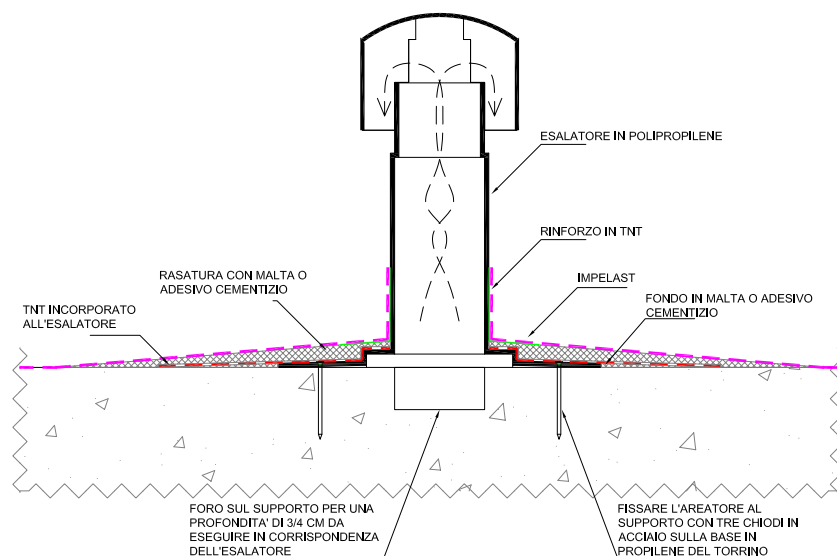 ESALATORE IN POLIPROPILENE
RINFORZO IN TNT
RASATURA CON MALTA O
ADESIVO CEMENTIZIO
IMPELAST
TNT INCORPORATO
ALL'ESALATORE
FONDO IN MALTA O ADESIVO
CEMENTIZIO
FORO SUL SUPPORTO PER UNA
PROFONDITA' DI 3/4 CM DA
ESEGUIRE IN CORRISPONDENZA
DELL'ESALATORE
FISSARE L'AREATORE AL
SUPPORTO CON TRE CHIODI IN
ACCIAIO SULLA BASE IN
PROPILENE DEL TORRINO